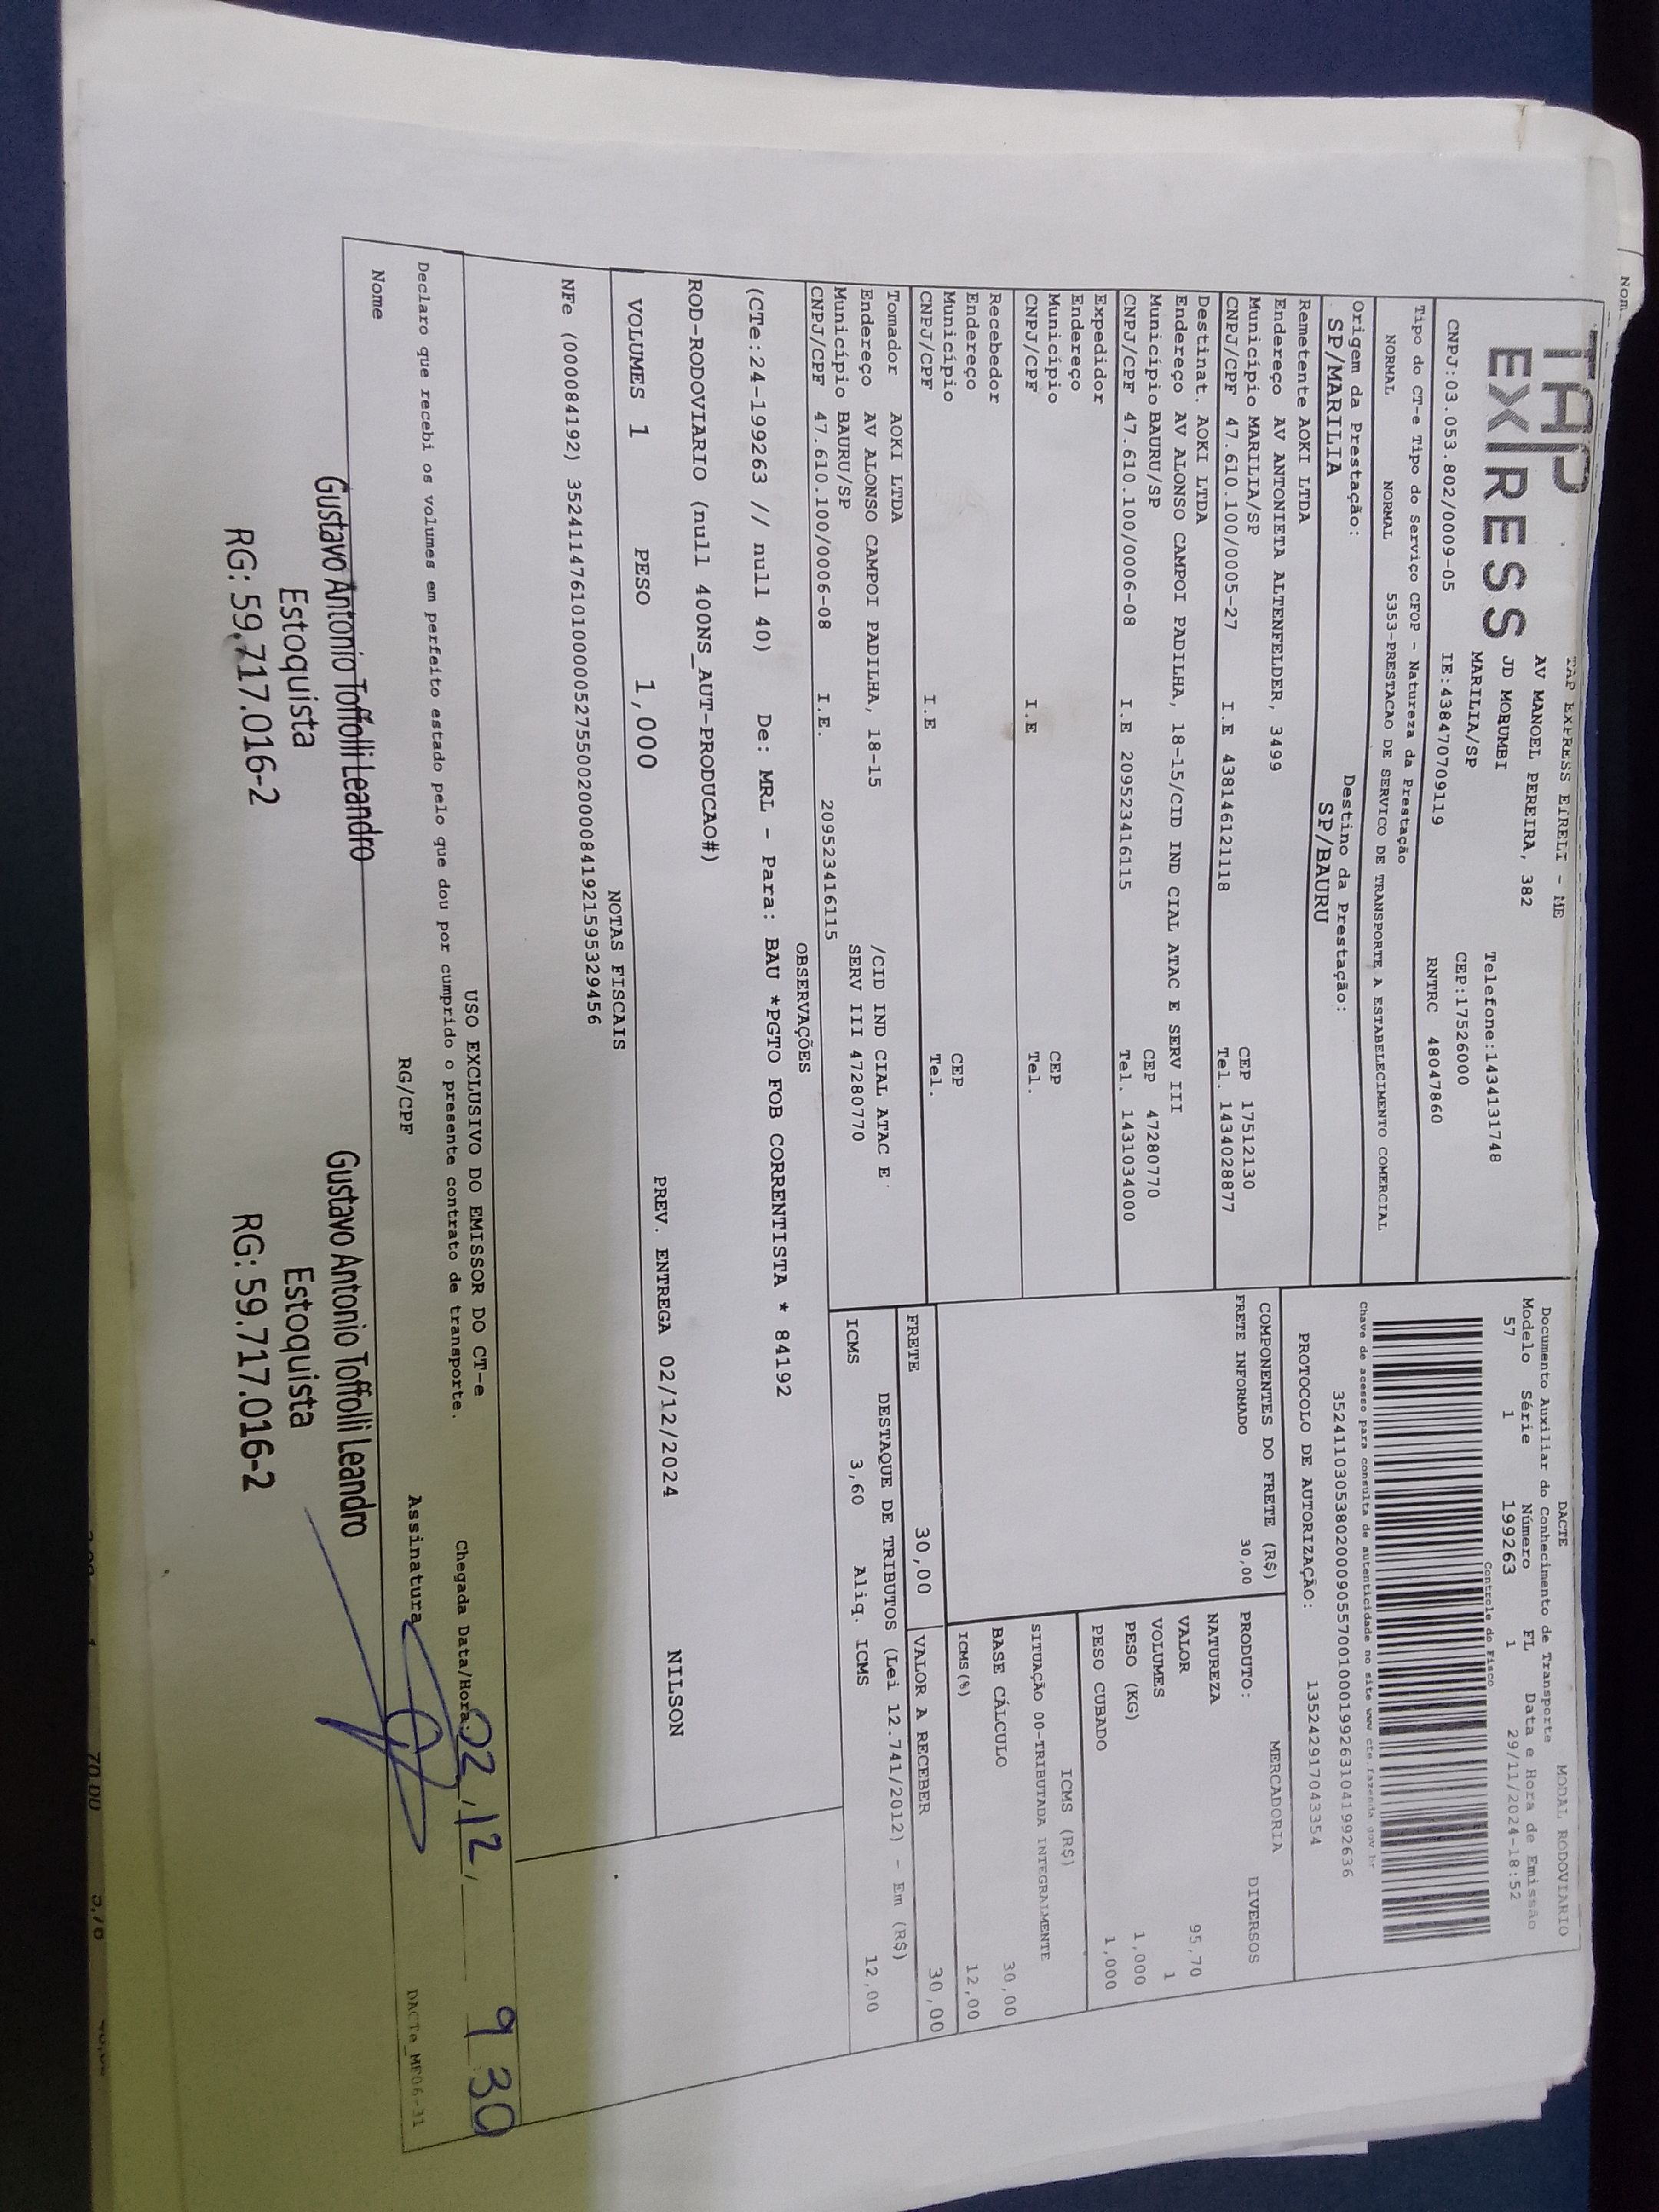 TAP
EXPRESS
TAP EXPRESS EIRELI - ME
AV MANOEL PEREIRA, 382
JD MORUMBI
MARILIA/SP
Telefone:1434131748
CEP:17526000
CNPJ:03.053.802/0009-05 IE:438470709119 RNTRC 48047860
Tipo do CT-e Tipo do Serviço CFOP - Natureza da Prestação
NORMAL NORMAL 5353-PRESTACAO DE SERVICO DE TRANSPORTE A ESTABELECIMENTO COMERCIAL
Origem da Prestação: Destino da Prestação:
SP/MARILIA SP/BAURU
DACTE MODAL RODOVIARIO
Documento Auxiliar do Conhecimento de Transporte
Modelo Série Número FL Data e Hora de Emissão
57 1 199263 1 29/11/2024-18:52
Controle do Fisco
Chave de acesso para consulta de autenticidade no site www cte fazenda gov br
35241103053802000905570010001992631041992636
PROTOCOLO DE AUTORIZAÇÃO: 135242917043354
Remetente AOKI LTDA
Endereço AV ANTONIETA ALTENFELDER, 3499
Município MARILIA/SP CEP 17512130
CNPJ/CPF 47.610.100/0005-27 I.E 438146121118 Tel. 1434028877
Destinat. AOKI LTDA
Endereço AV ALONSO CAMPOI PADILHA, 18-15/CID IND CIAL ATAC E SERV III
Município BAURU/SP CEP 47280770
CNPJ/CPF 47.610.100/0006-08 I.E 209523416115 Tel. 1431034000
Expedidor
Endereço
Município CEP
CNPJ/CPF I.E Tel.
Recebedor
Endereço
Município CEP
CNPJ/CPF I.E Tel.
Tomador AOKI LTDA /CID IND CIAL ATAC E
Endereço AV ALONSO CAMPOI PADILHA, 18-15 SERV III 47280770
Município BAURU/SP
CNPJ/CPF 47.610.100/0006-08 I.E. 209523416115
COMPONENTES DO FRETE (R$)
FRETE INFORMADO 30,00
MERCADORIA
PRODUTO: DIVERSOS
NATUREZA
VALOR 95,70
VOLUMES 1
PESO (KG) 1,000
PESO CUBADO 1,000
ICMS (R$)
SITUAÇÃO 00-TRIBUTADA INTEGRALMENTE
BASE CÁLCULO 30,00
ICMS(%) 12,00
FRETE 30,00 VALOR A RECEBER 30,00
DESTAQUE DE TRIBUTOS (Lei 12.741/2012) - Em (R$)
ICMS 3,60 Aliq. ICMS 12,00
OBSERVAÇÕES
(CTe:24-199263 // null 40) De: MRL - Para: BAU *PGTO FOB CORRENTISTA * 84192
ROD-RODOVIARIO (null 400NS_AUT-PRODUCAO#)
VOLUMES 1 PESO 1,000 PREV. ENTREGA 02/12/2024 NILSON
NOTAS FISCAIS
NFe (000084192) 35241147610100000527550020000841921595329456
USO EXCLUSIVO DO EMISSOR DO CT-e
Declaro que recebi os volumes em perfeito estado pelo que dou por cumprido o presente contrato de transporte.
Chegada Data/Hora: 02/12/ 9 30
Nome RG/CPF Assinatura
DACTe_MF06-31
Gustavo Antonio Toffolli Leandro
Estoquista
RG: 59.717.016-2
Gustavo Antonio Toffolli Leandro
Estoquista
RG: 59.717.016-2
Nom
70,00